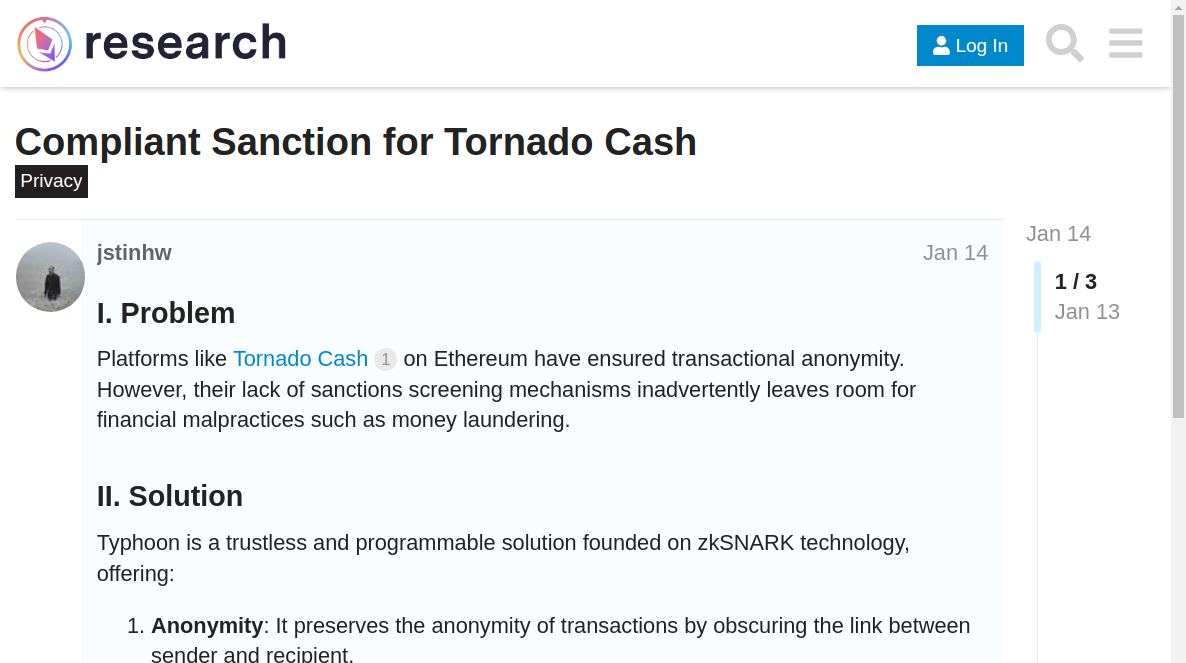 research
Log In
Compliant Sanction for Tornado Cash
Privacy
jstinhw
Jan 14
Jan 14
1 / 3
Jan 13
I. Problem
Platforms like Tornado Cash 1 on Ethereum have ensured transactional anonymity.
However, their lack of sanctions screening mechanisms inadvertently leaves room for
financial malpractices such as money laundering.
II. Solution
Typhoon is a trustless and programmable solution founded on zkSNARK technology,
offering:
1. Anonymity: It preserves the anonymity of transactions by obscuring the link between
sender and recipient.